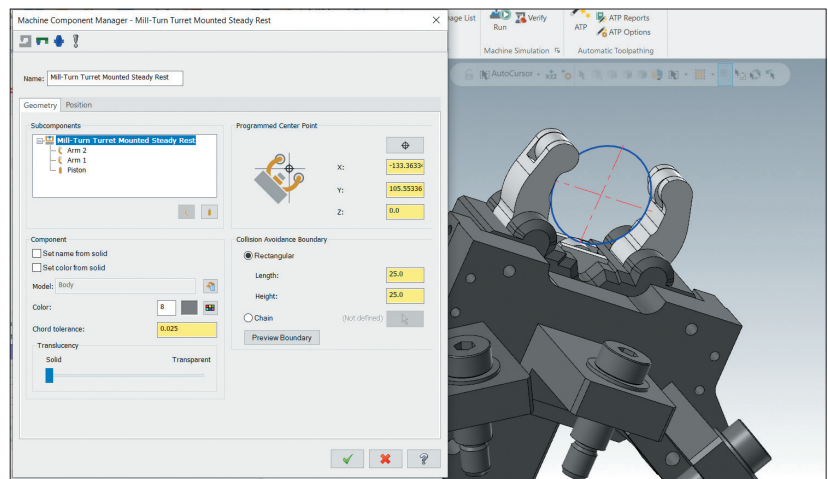 Machine Component Manager - Mill-Turn Turret Mounted Steady Rest
Name: Mill-Turn Turret Mounted Steady Rest
Geometry Position
Subcomponents
Mill-Turn Turret Mounted Steady Rest
Arm 2
Arm 1
Piston
Component
Set name from solid
Set color from solid
Model: Body
Color: 8
Chord tolerance: 0.025
Translucency
Solid Transparent
Programmed Center Point
X: -133.3633
Y: 105.55336
Z: 0.0
Collision Avoidance Boundary
Rectangular
Length: 25.0
Height: 25.0
Chain (Not defined)
Preview Boundary
age List
Run
Verify
Machine Simulation
ATP
ATP Reports
ATP Options
Automatic Toolpathing
AutoCursor